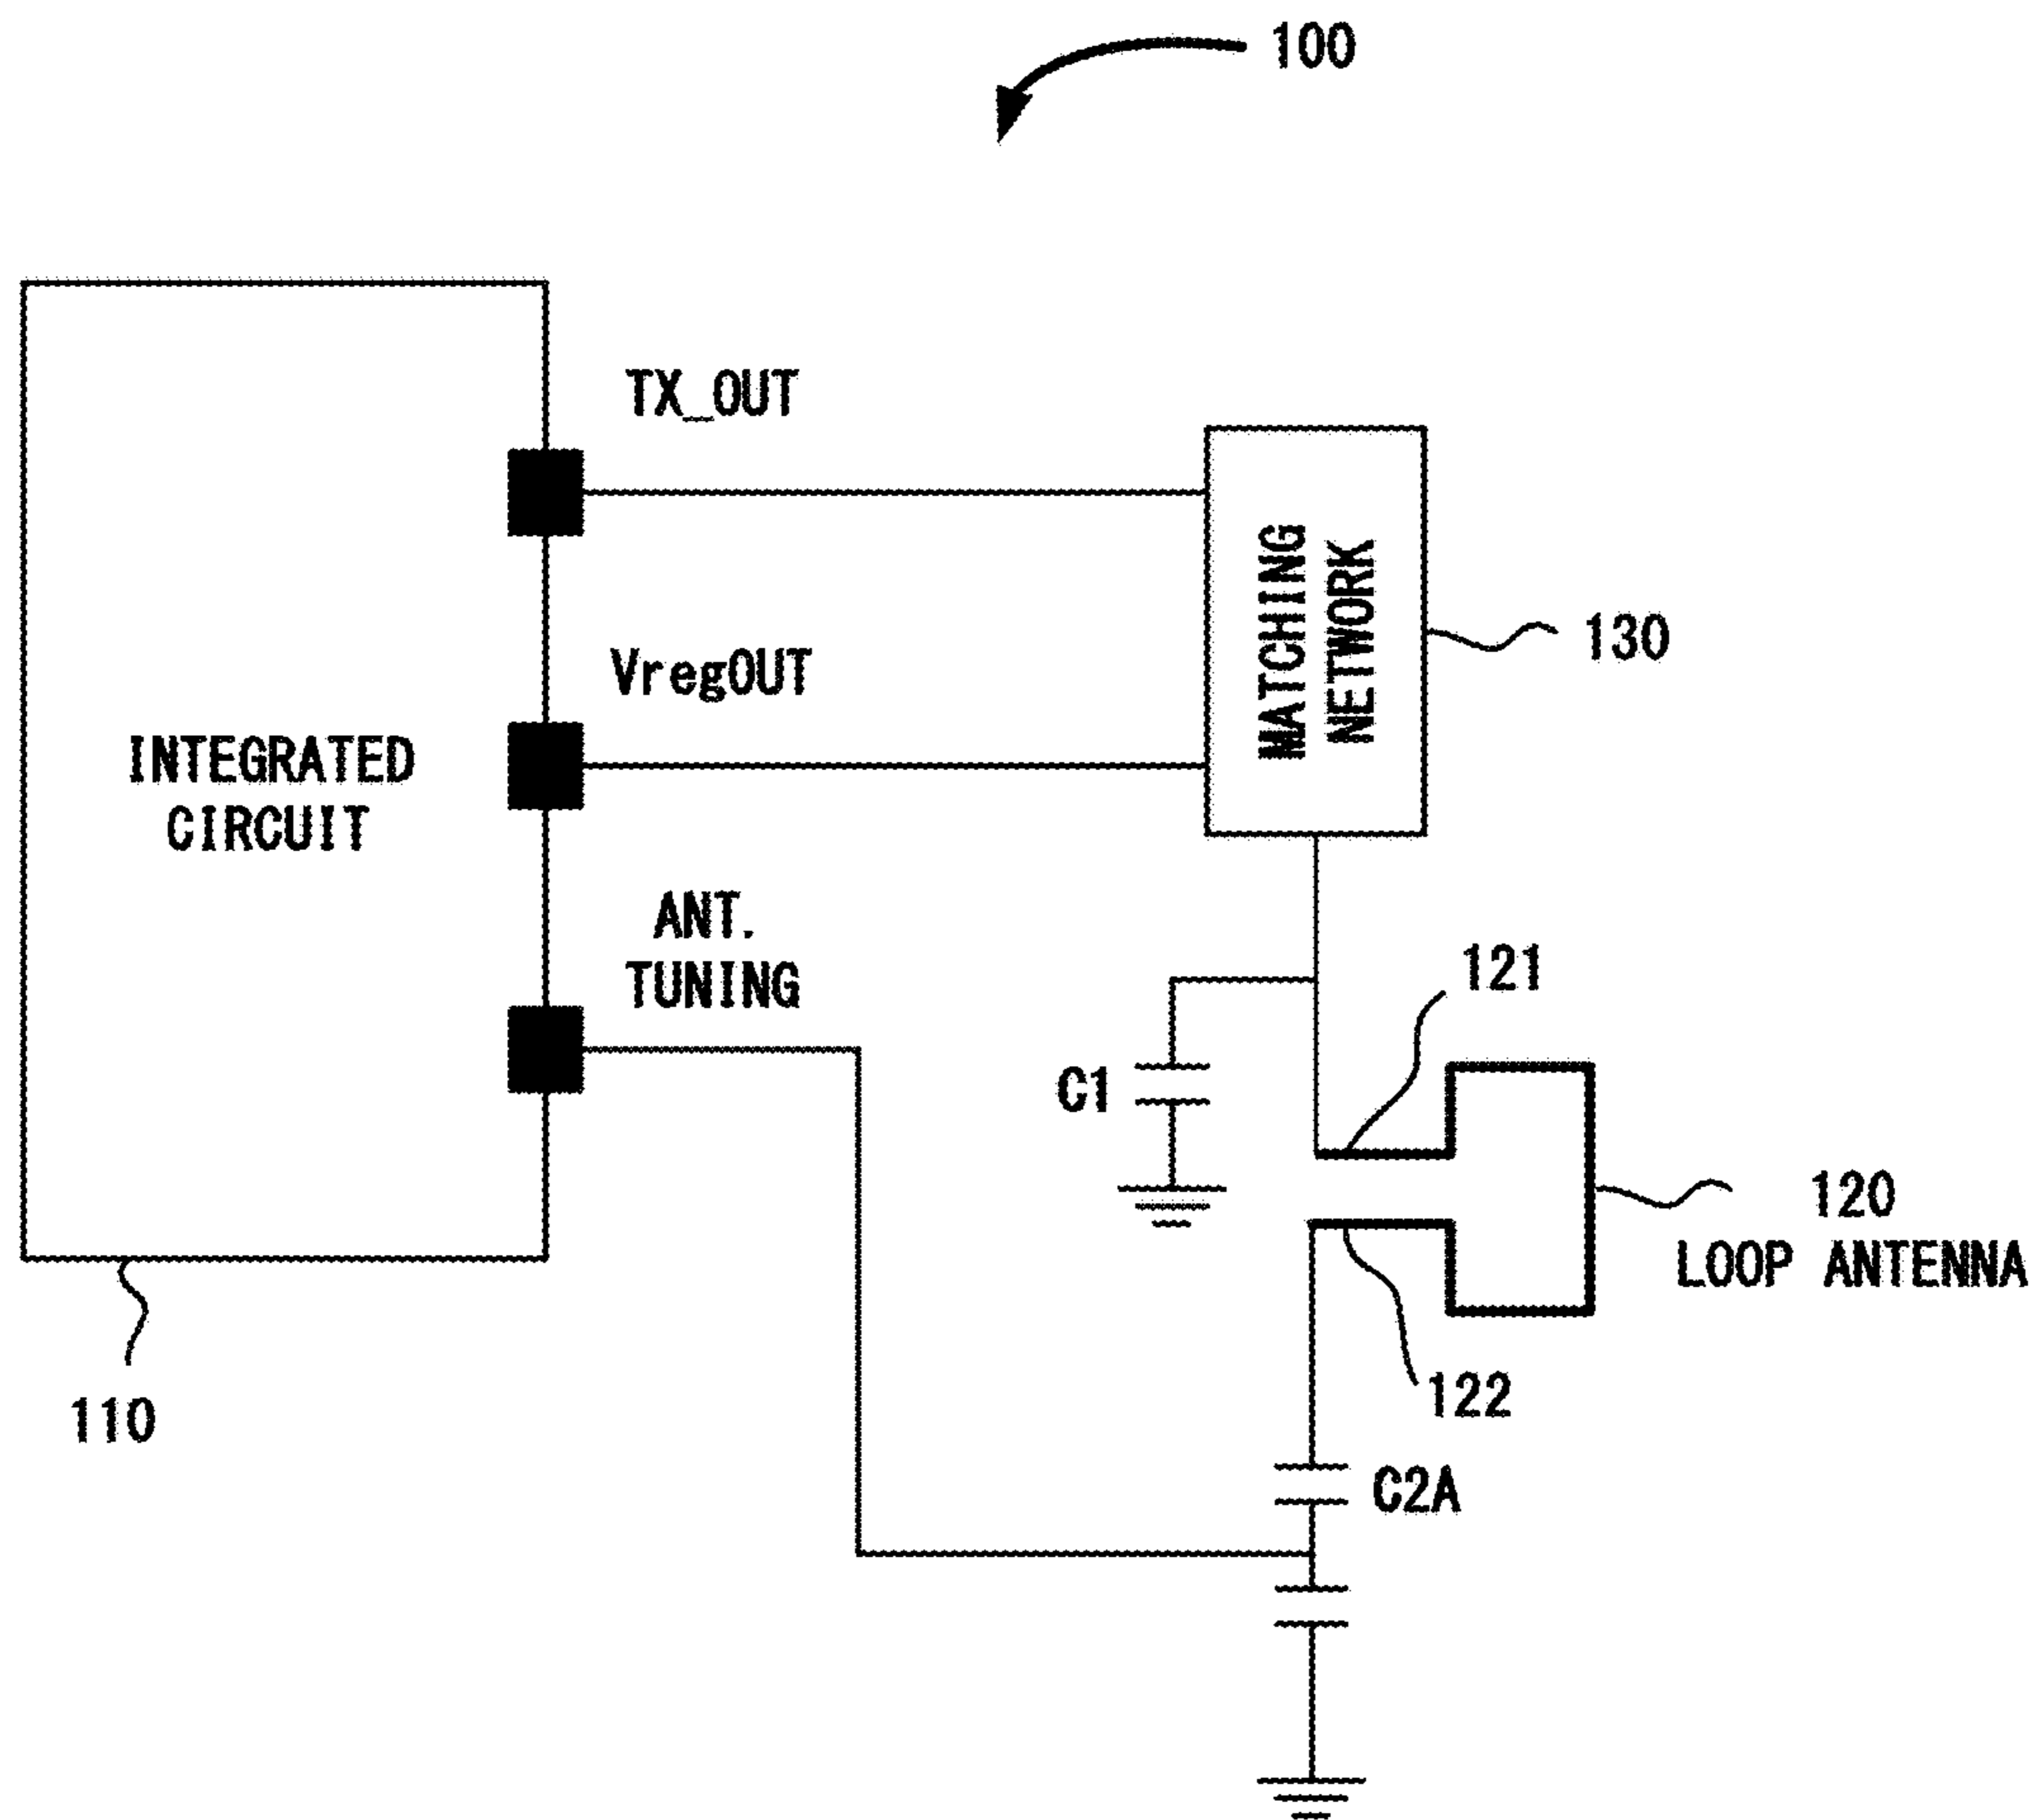 100
TX_OUT
VregOUT
INTEGRATED
CIRCUIT
ANT.
TUNING
MATCHING
NETWORK
130
121
C1
120
LOOP ANTENNA
122
110
C2A